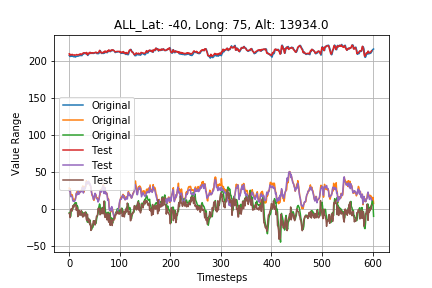 ALL_Lat: -40, Long: 75, Alt: 13934.0
200
150
100
50
0
−50
Value Range
Original
Original
Original
Test
Test
Test
0 100 200 300 400 500 600
Timesteps